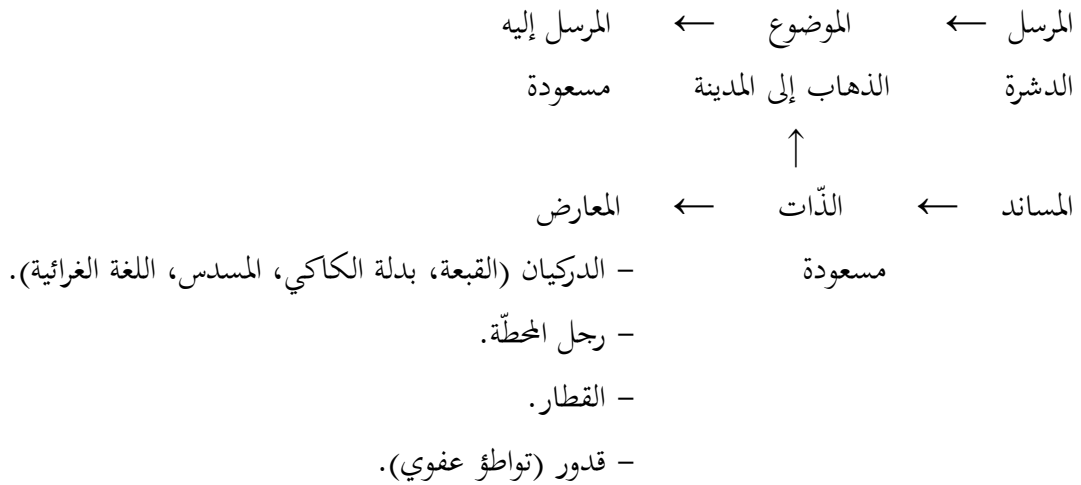 المرسل ← الموضوع ← المرسل إليه
الدشرة الذهاب إلى المدينة مسعودة
↑
المساند ← الذّات ← المعارض
مسعودة – الدركيان (القبعة، بدلة الكاكي، المسدس، اللغة الغرائية).
– رجل المحطّة.
– القطار.
– قدور (تواطؤ عفوي).